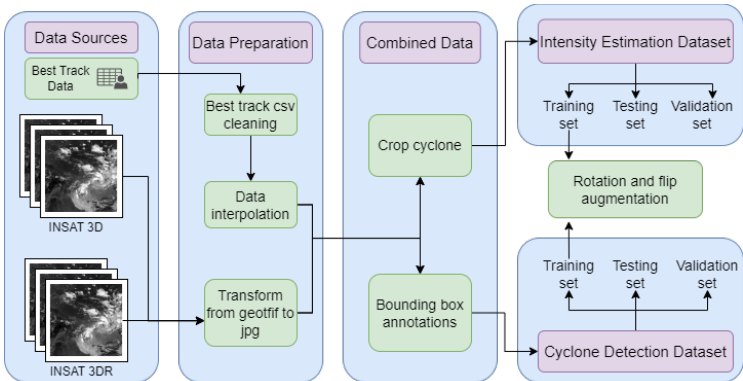 Data Sources
Best Track
Data
INSAT 3D
INSAT 3DR
Data Preparation
Best track csv
cleaning
Data
interpolation
Transform
from geotfif to
jpg
Combined Data
Crop cyclone
Bounding box
annotations
Intensity Estimation Dataset
Training
set
Testing
set
Validation
set
Rotation and flip
augmentation
Training
set
Testing
set
Validation
set
Cyclone Detection Dataset